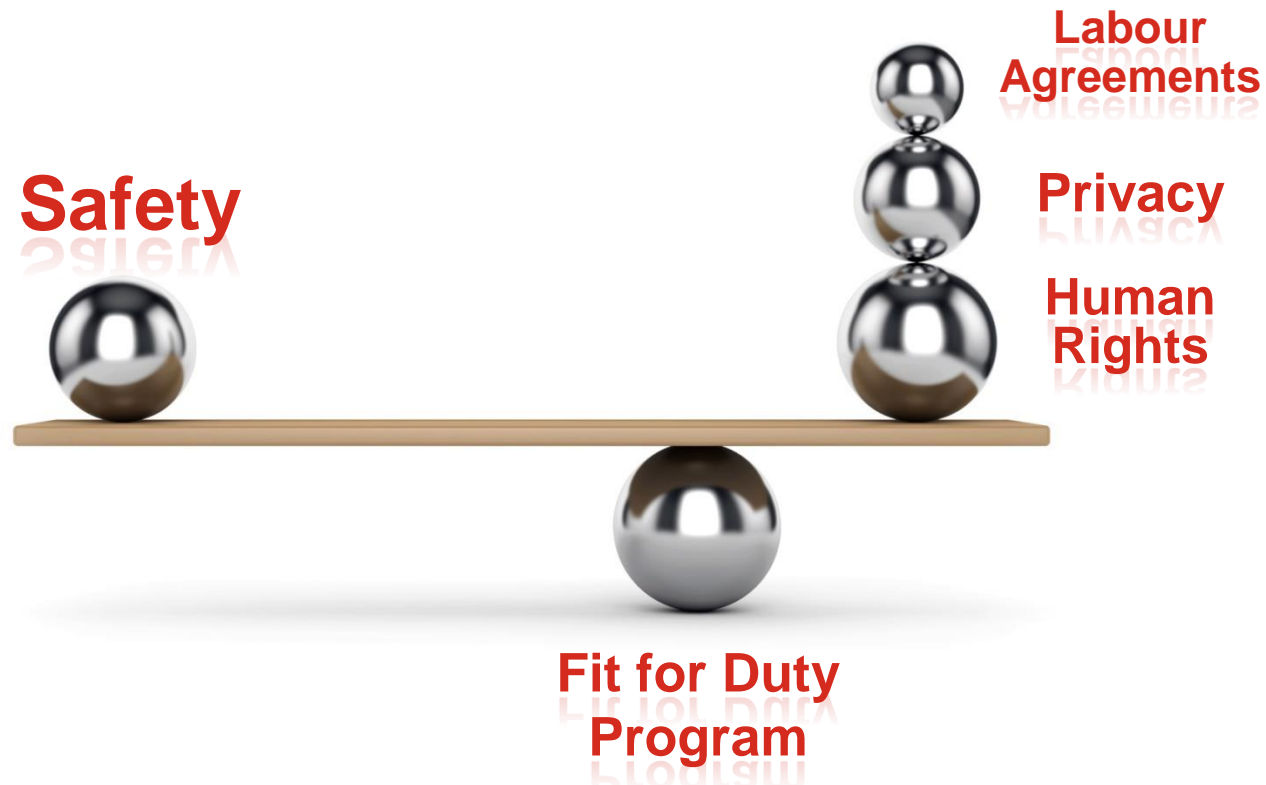 Labour
Agreements
Safety
Privacy
Human
Rights
Fit for Duty
Program